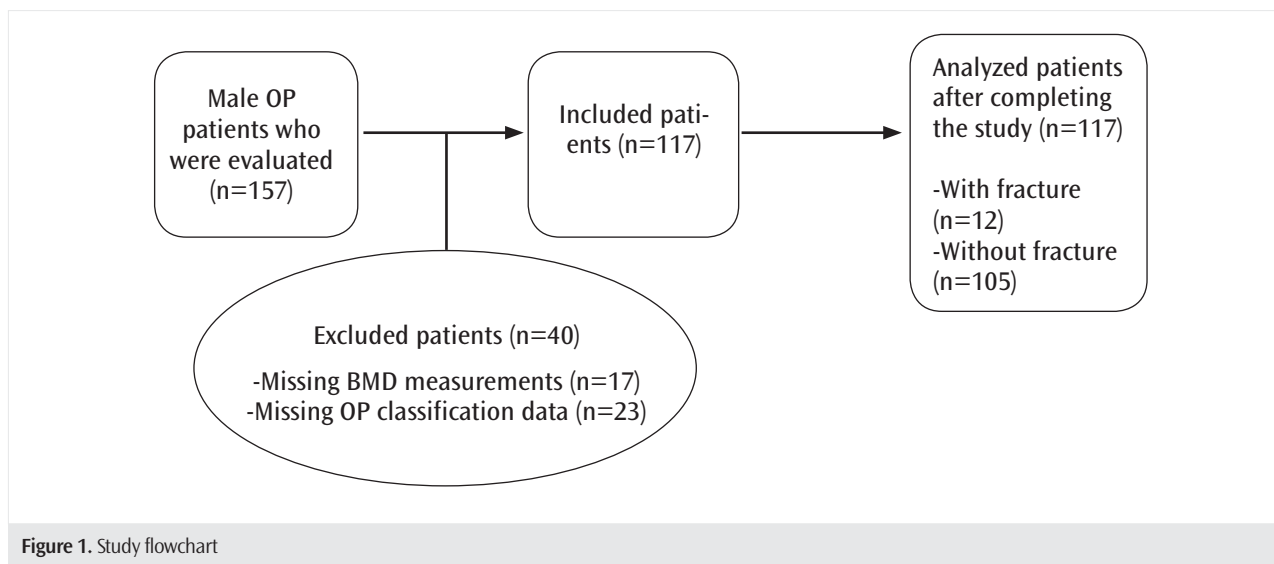 Male OP
patients who
were evaluated
(n=157)
Included pati-
ents (n=117)
Analyzed patients
after completing
the study (n=117)
-With fracture
(n=12)
-Without fracture
(n=105)
Excluded patients (n=40)
-Missing BMD measurements (n=17)
-Missing OP classification data (n=23)
Figure 1. Study flowchart